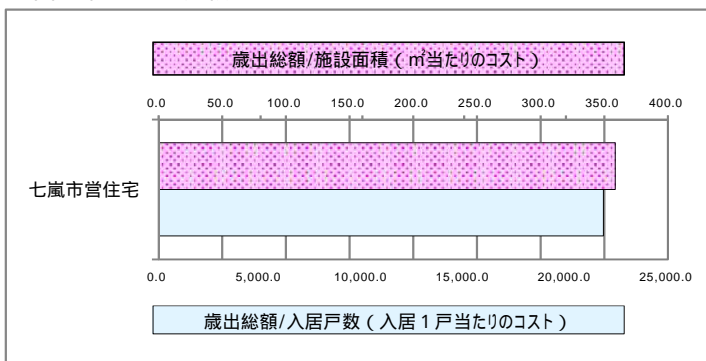 歳出総額/施設面積（㎡当たりのコスト）
0.0 50.0 100.0 150.0 200.0 250.0 300.0 350.0 400.0
七嵐市営住宅
0.0 5,000.0 10,000.0 15,000.0 20,000.0 25,000.0
歳出総額/入居戸数（入居１戸当たりのコスト）